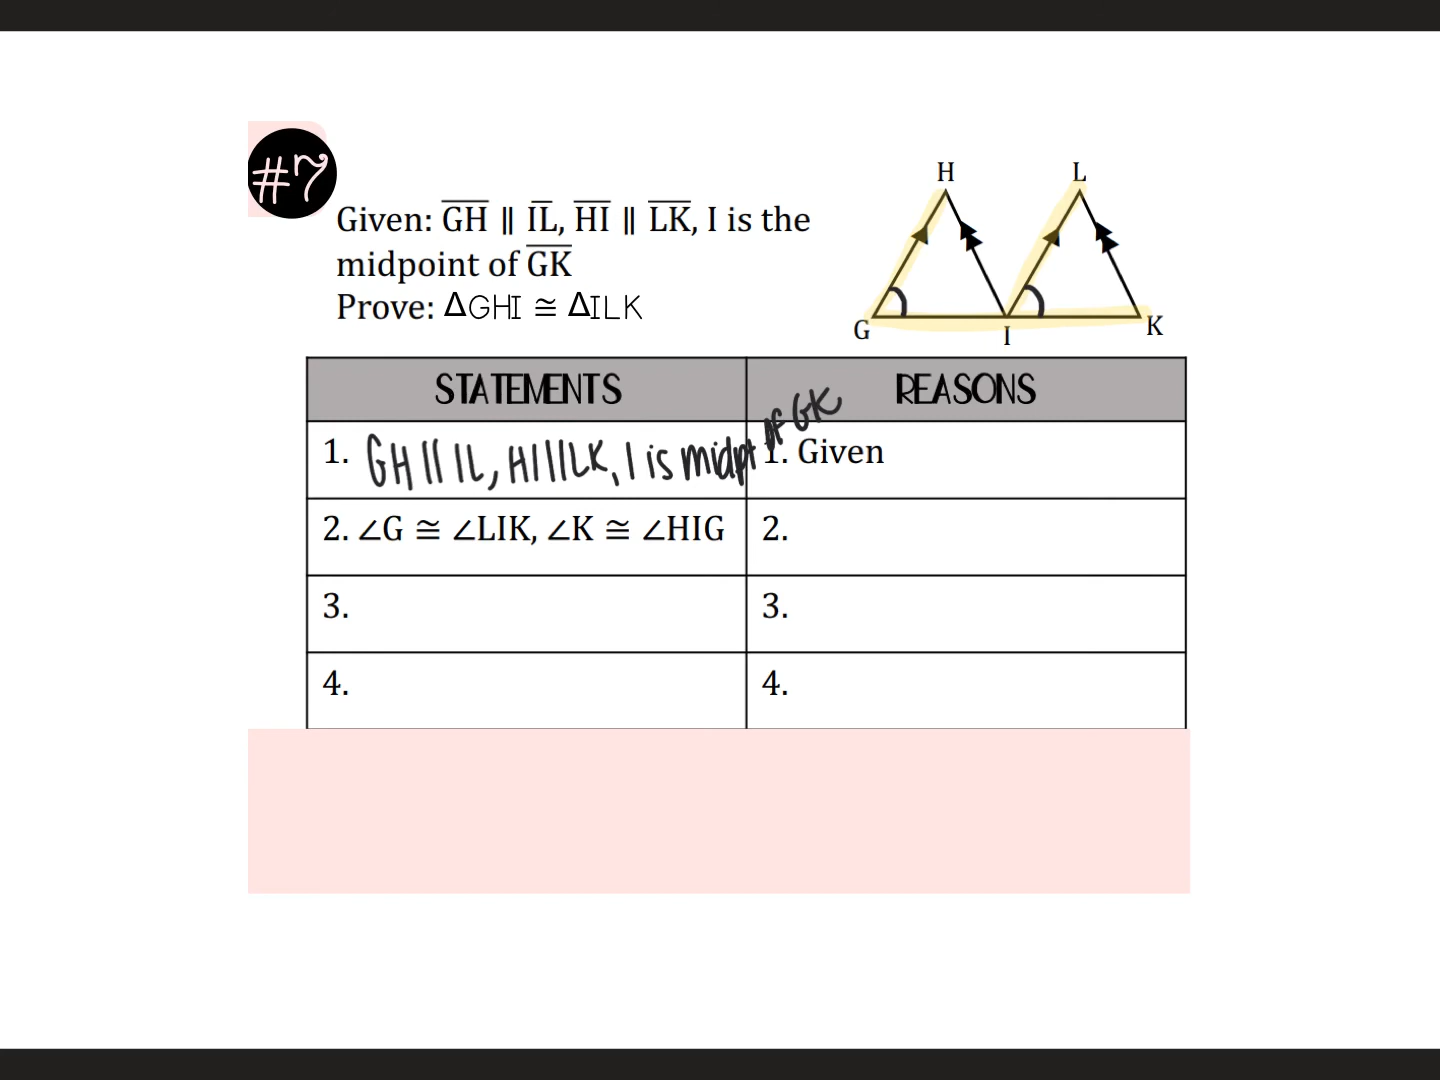 #7
Given: GH ∥ IL, HI ∥ LK, I is the
midpoint of GK
Prove: ΔGHI ≅ ΔILK
H
L
G
I
K
STATEMENTS
REASONS
1. GH || IL, HI || LK, I is midpt of GK
1. Given
2. ∠G ≅ ∠LIK, ∠K ≅ ∠HIG
2.
3.
3.
4.
4.